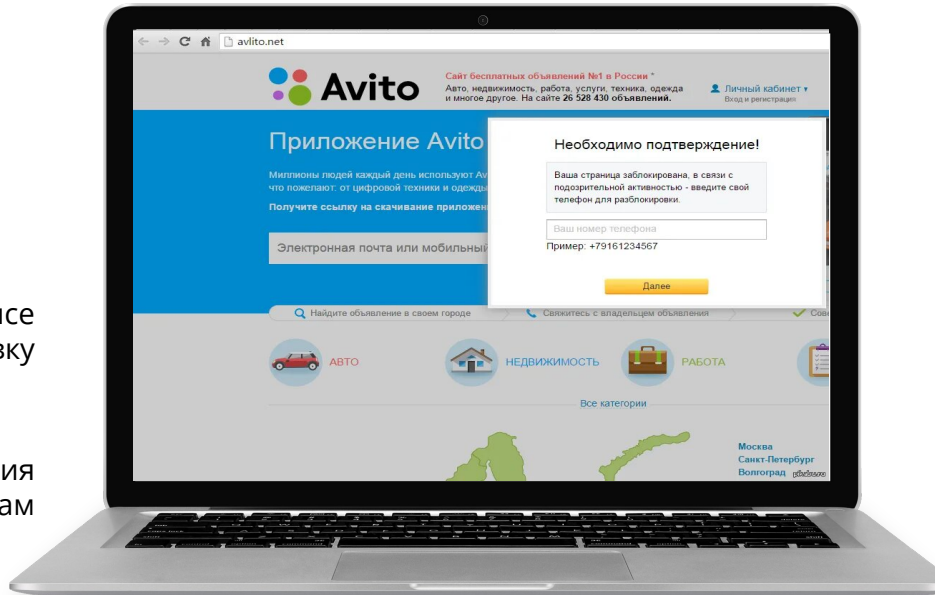 avlito.net
Avito
Сайт бесплатных объявлений №1 в России *
Авто, недвижимость, работа, услуги, техника, одежда
и многое другое. На сайте 26 528 430 объявлений.
Личный кабинет
Вход и регистрация
Приложение Avito
Миллионы людей каждый день используют Av
что пожелают: от цифровой техники и одежды
Получите ссылку на скачивание приложен
Электронная почта или мобильный
Необходимо подтверждение!
Ваша страница заблокирована, в связи с
подозрительной активностью - введите свой
телефон для разблокировки.
Ваш номер телефона
Пример: +79161234567
Далее
Найдите объявление в своем городе
Свяжитесь с владельцем объявления
Сове
АВТО
НЕДВИЖИМОСТЬ
РАБОТА
Все категории
Москва
Санкт-Петербург
Волгоград
исе
вку
ия
ам